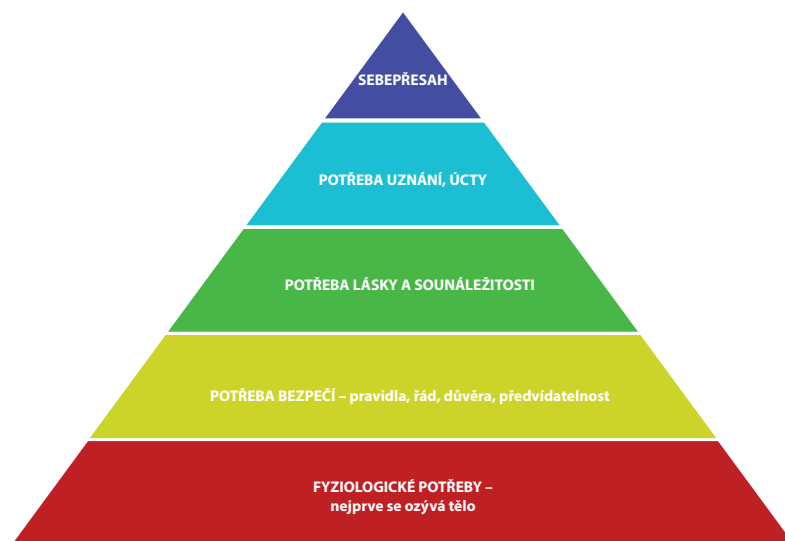 SEBEPŘESAH
POTŘEBA UZNÁNÍ, ÚCTY
POTŘEBA LÁSKY A SOUNÁLEŽITOSTI
POTŘEBA BEZPEČÍ – pravidla, řád, důvěra, předvídatelnost
FYZIOLOGICKÉ POTŘEBY –
nejprve se ozývá tělo